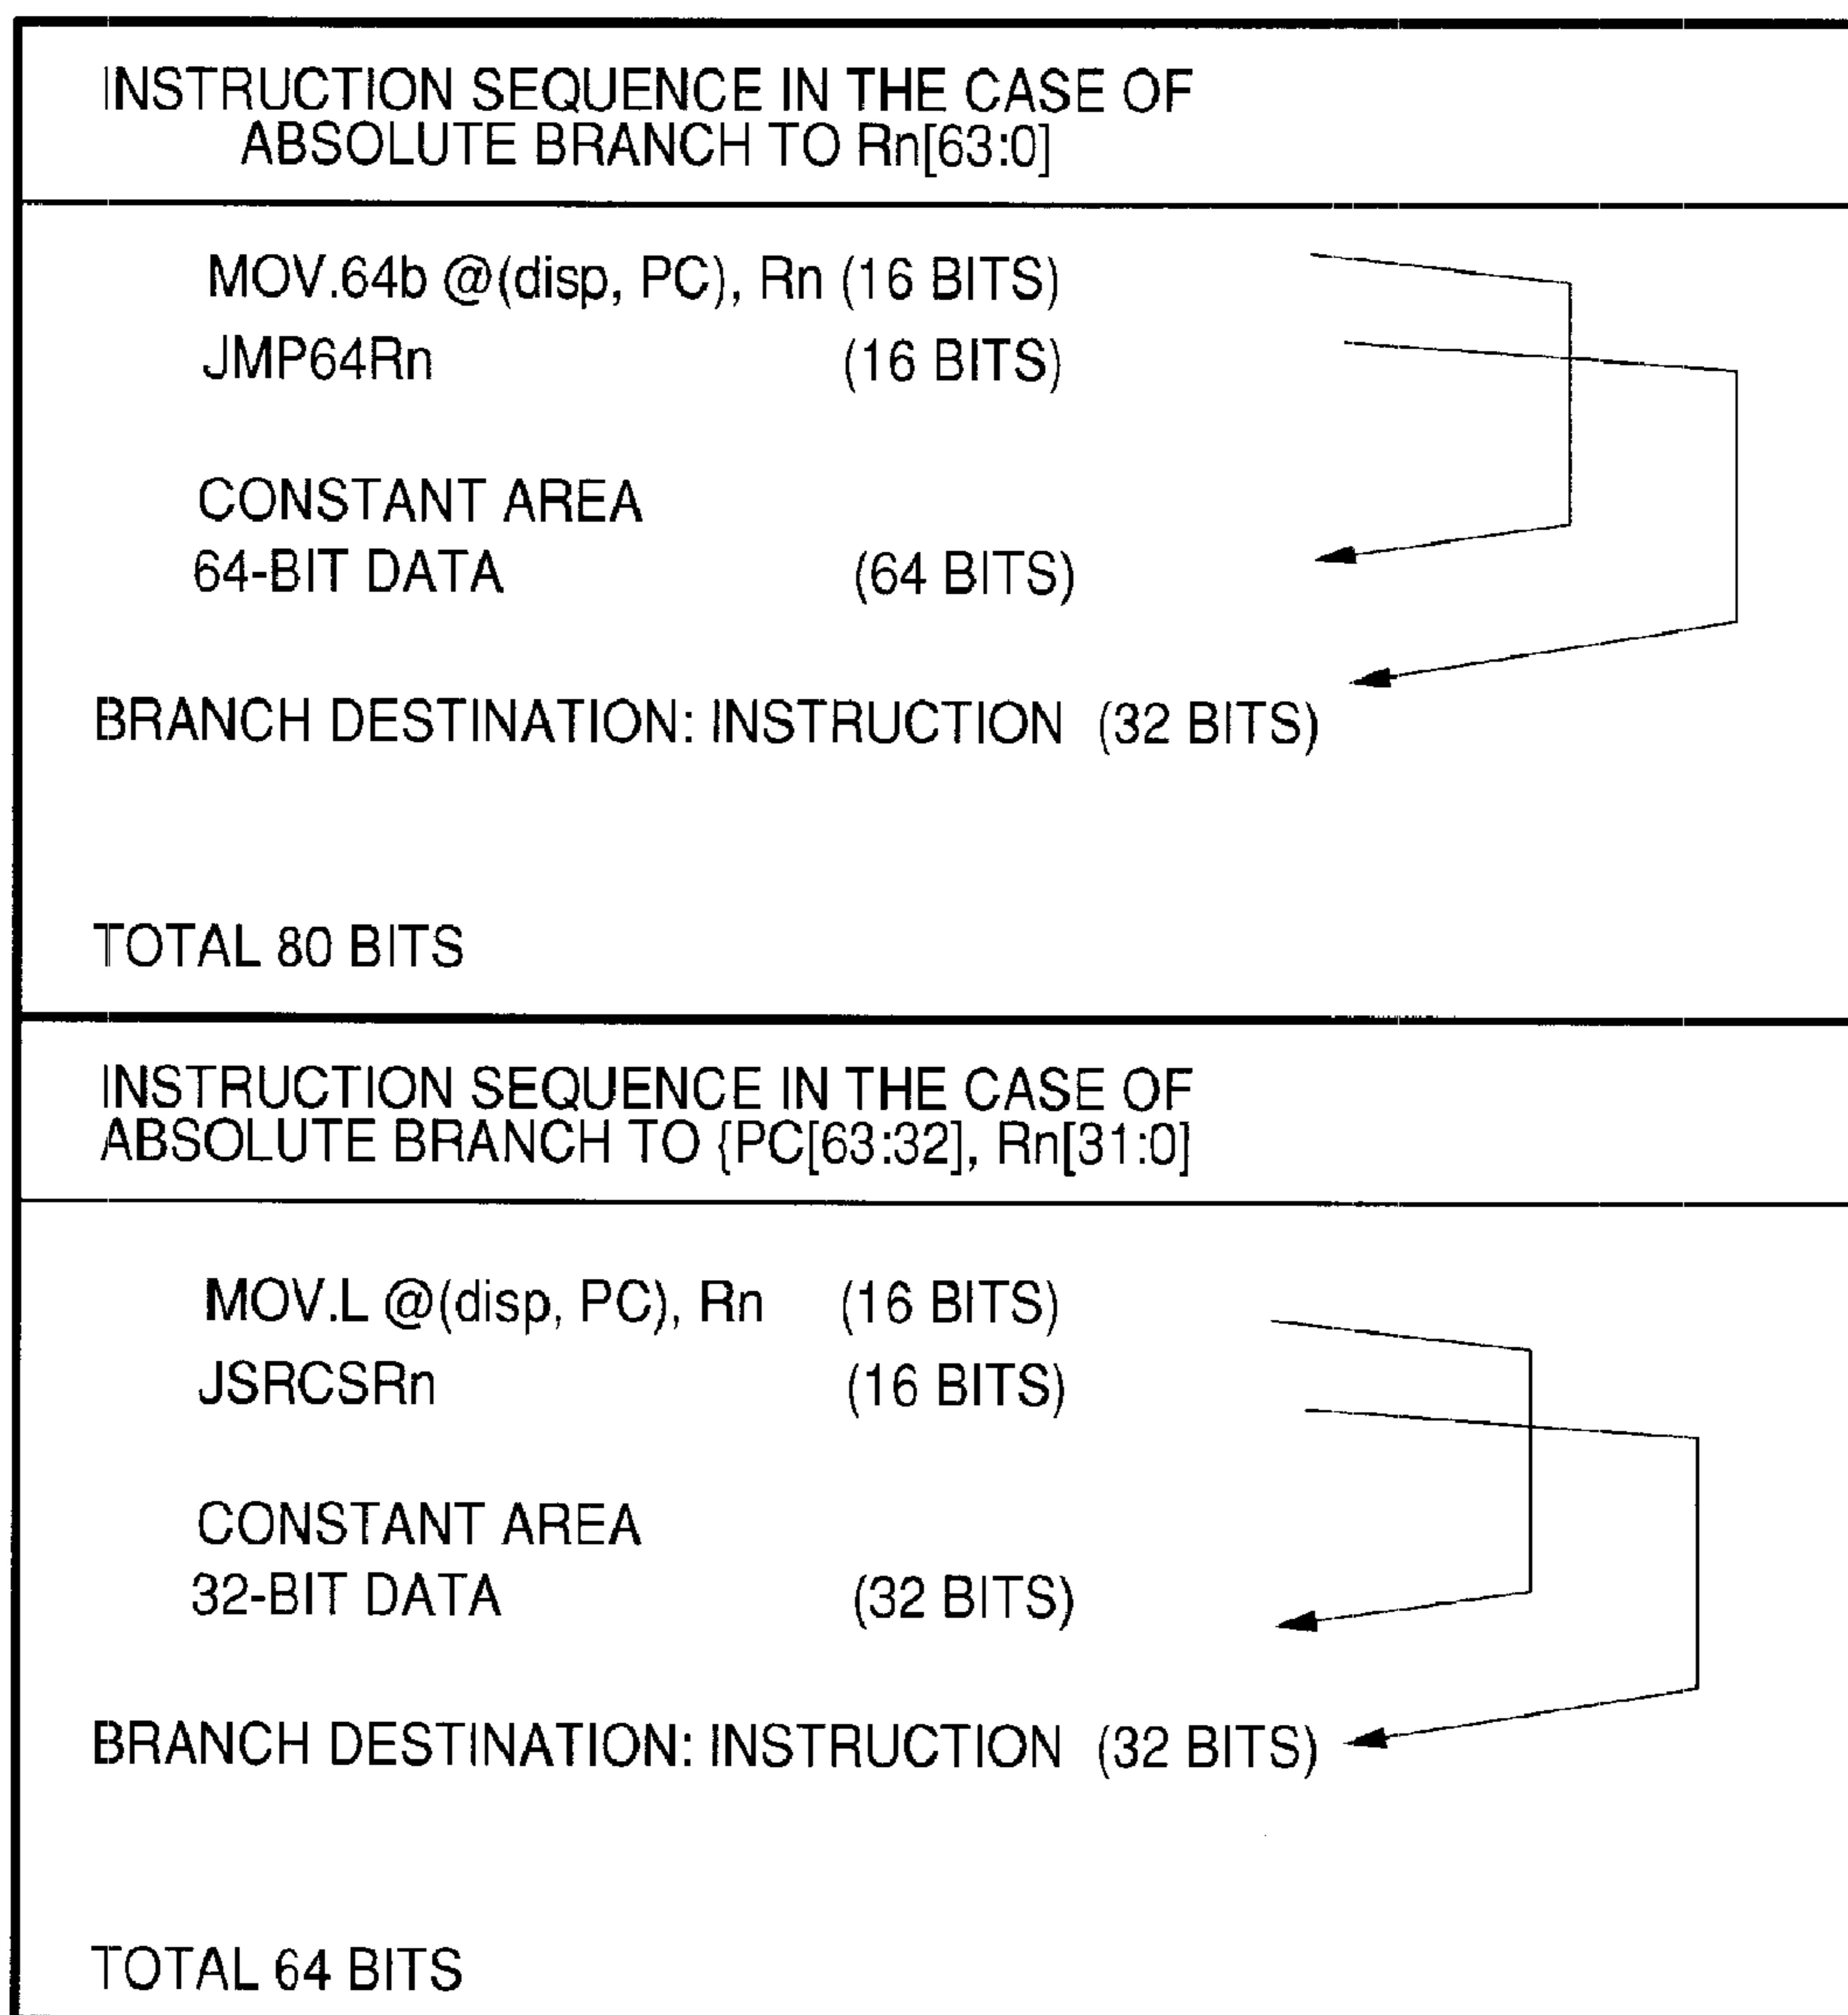 INSTRUCTION SEQUENCE IN THE CASE OF
ABSOLUTE BRANCH TO Rn[63:0]
MOV.64b @(disp, PC), Rn (16 BITS)
JMP64Rn (16 BITS)
CONSTANT AREA
64-BIT DATA (64 BITS)
BRANCH DESTINATION: INSTRUCTION (32 BITS)
TOTAL 80 BITS
INSTRUCTION SEQUENCE IN THE CASE OF
ABSOLUTE BRANCH TO {PC[63:32], Rn[31:0]
MOV.L @(disp, PC), Rn (16 BITS)
JSRCSRn (16 BITS)
CONSTANT AREA
32-BIT DATA (32 BITS)
BRANCH DESTINATION: INSTRUCTION (32 BITS)
TOTAL 64 BITS